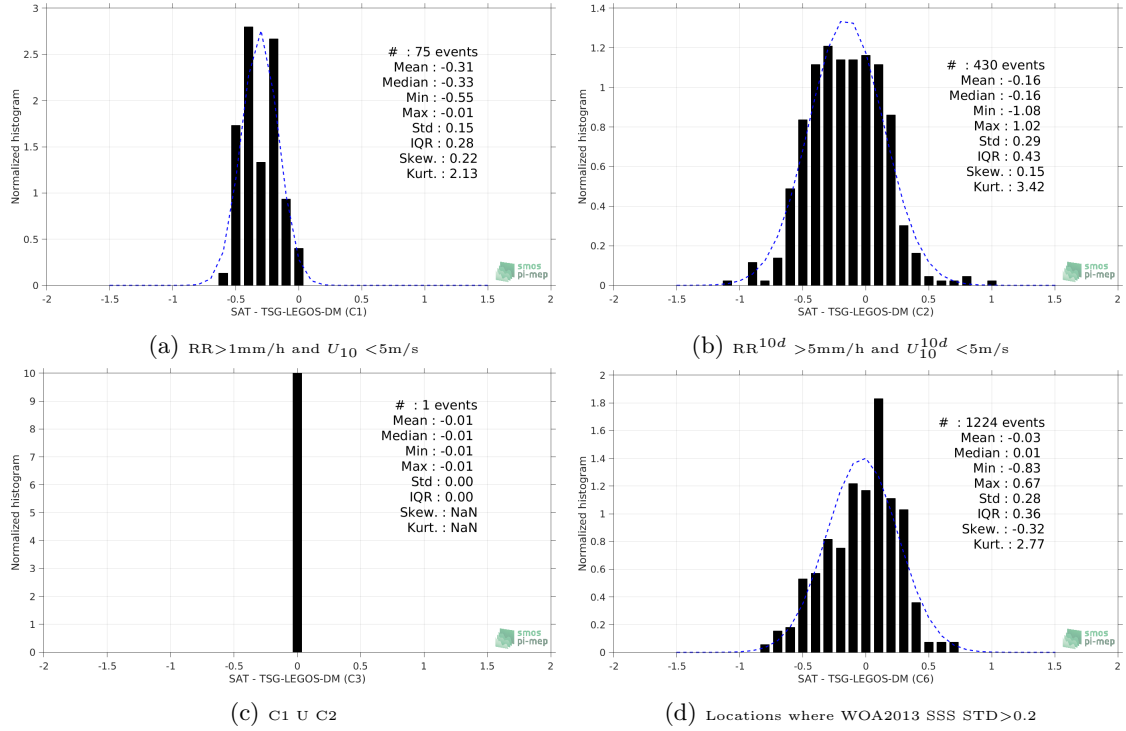 3
2.5
2
1.5
1
0.5
0
Normalized histogram
# : 75 events
Mean : -0.31
Median : -0.33
Min : -0.55
Max : -0.01
Std : 0.15
IQR : 0.28
Skew. : 0.22
Kurt. : 2.13
smos
pi-mep
-2 -1.5 -1 -0.5 0 0.5 1 1.5 2
SAT - TSG-LEGOS-DM (C1)
(a) RR>1mm/h and U10 <5m/s
1.4
1.2
1
0.8
0.6
0.4
0.2
0
Normalized histogram
# : 430 events
Mean : -0.16
Median : -0.16
Min : -1.08
Max : 1.02
Std : 0.29
IQR : 0.43
Skew. : 0.15
Kurt. : 3.42
smos
pi-mep
-2 -1.5 -1 -0.5 0 0.5 1 1.5 2
SAT - TSG-LEGOS-DM (C2)
(b) RR10d >5mm/h and U10 10d <5m/s
10
9
8
7
6
5
4
3
2
1
0
Normalized histogram
# : 1 events
Mean : -0.01
Median : -0.01
Min : -0.01
Max : -0.01
Std : 0.00
IQR : 0.00
Skew. : NaN
Kurt. : NaN
smos
pi-mep
-2 -1.5 -1 -0.5 0 0.5 1 1.5 2
SAT - TSG-LEGOS-DM (C3)
(c) C1 U C2
2
1.8
1.6
1.4
1.2
1
0.8
0.6
0.4
0.2
0
Normalized histogram
# : 1224 events
Mean : -0.03
Median : 0.01
Min : -0.83
Max : 0.67
Std : 0.28
IQR : 0.36
Skew. : -0.32
Kurt. : 2.77
smos
pi-mep
-2 -1.5 -1 -0.5 0 0.5 1 1.5 2
SAT - TSG-LEGOS-DM (C6)
(d) Locations where WOA2013 SSS STD>0.2